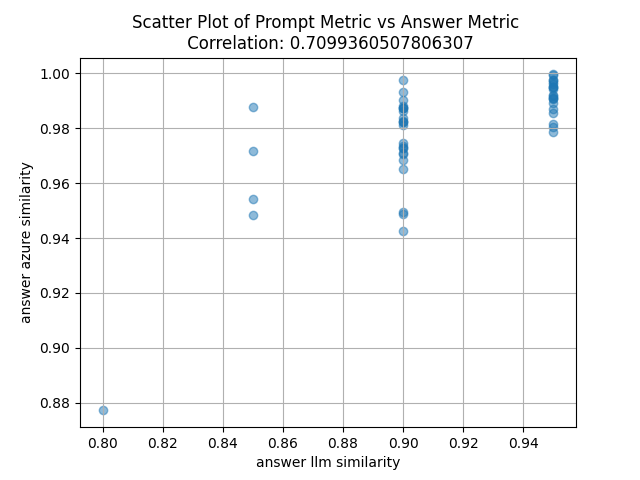 Scatter Plot of Prompt Metric vs Answer Metric
Correlation: 0.7099360507806307
1.00
0.98
0.96
0.94
0.92
0.90
0.88
answer azure similarity
0.80 0.82 0.84 0.86 0.88 0.90 0.92 0.94
answer llm similarity